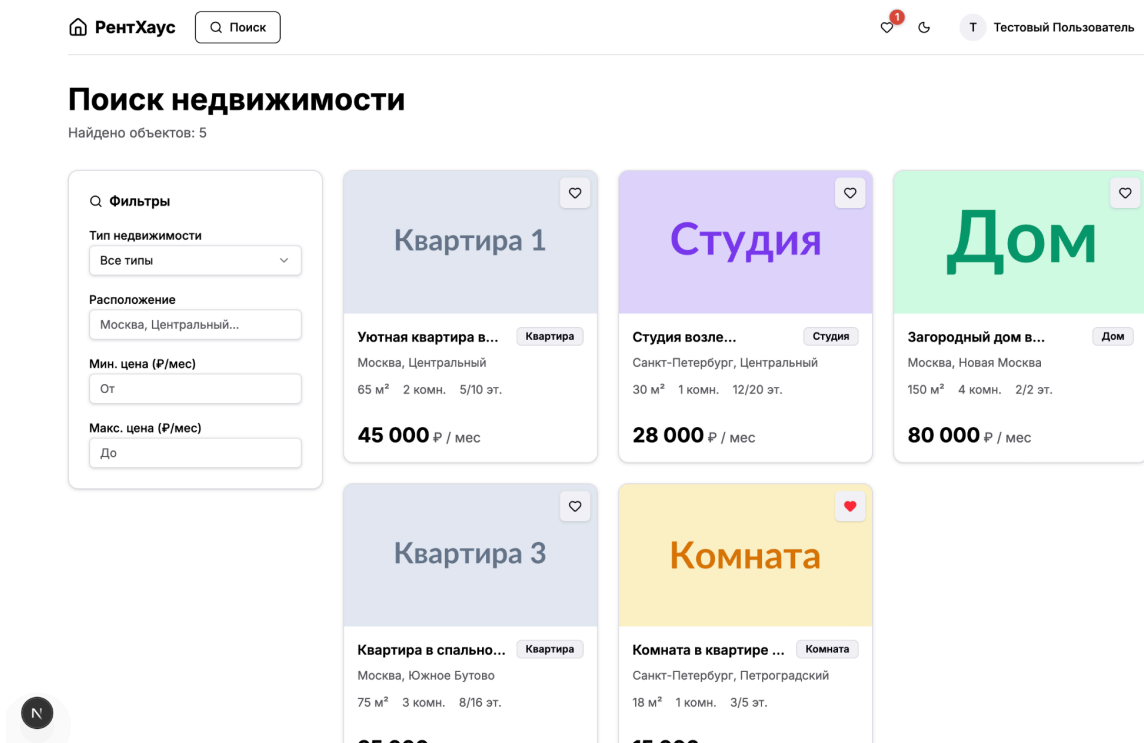 РентХаус
Поиск
1
Т
Тестовый Пользователь
Поиск недвижимости
Найдено объектов: 5
Фильтры
Тип недвижимости
Все типы
Расположение
Москва, Центральный...
Мин. цена (₽/мес)
От
Макс. цена (₽/мес)
До
Квартира 1
Уютная квартира в...
Квартира
Москва, Центральный
65 м² 2 комн. 5/10 эт.
45 000 ₽ / мес
Студия
Студия возле...
Студия
Санкт-Петербург, Центральный
30 м² 1 комн. 12/20 эт.
28 000 ₽ / мес
Дом
Загородный дом в...
Дом
Москва, Новая Москва
150 м² 4 комн. 2/2 эт.
80 000 ₽ / мес
Квартира 3
Квартира в спально...
Квартира
Москва, Южное Бутово
75 м² 3 комн. 8/16 эт.
Комната
Комната в квартире ...
Комната
Санкт-Петербург, Петроградский
18 м² 1 комн. 3/5 эт.
N